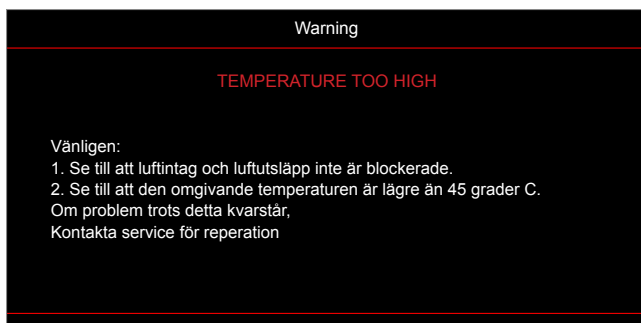 Warning
TEMPERATURE TOO HIGH
Vänligen:
1. Se till att luftintag och luftutsläpp inte är blockerade.
2. Se till att den omgivande temperaturen är lägre än 45 grader C.
Om problem trots detta kvarstår,
Kontakta service för reperation